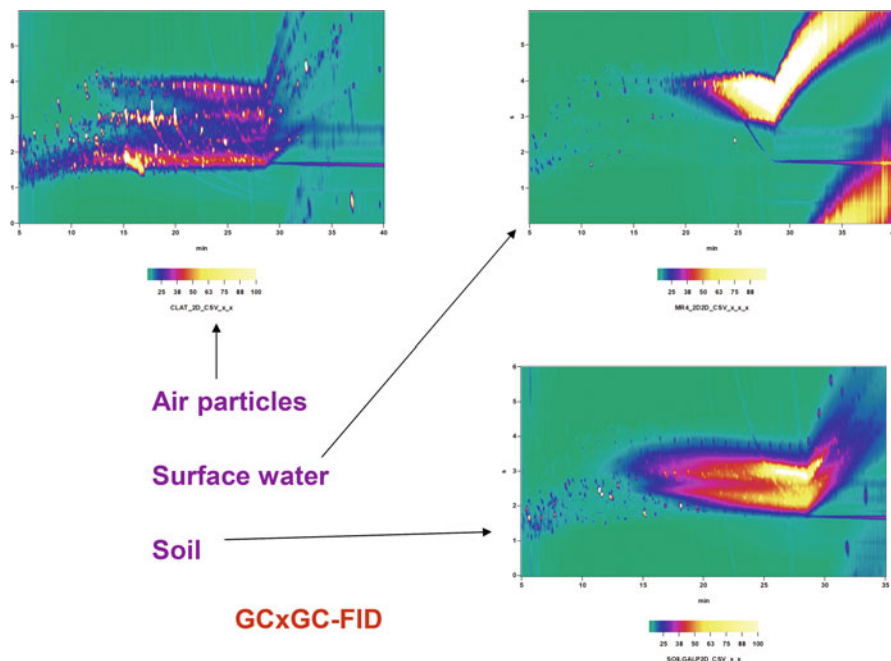 5
4
3
2
1
0
5 10 15 20 25 30 35 40
min
25 38 50 63 75 88 100
CLAT_2D_CSV_x_x
5
4
s
3
2
1
5 10 15 20 25 30 35
min
25 38 50 63 75 88
MR4_2D2D_CSV_x_x_x
Air particles
Surface water
Soil
GCxGC-FID
6
5
4
s
3
2
1
0
5 10 15 20 25 30 35
min
25 38 50 63 75 88 100
SOILGALP2D_CSV_x_x